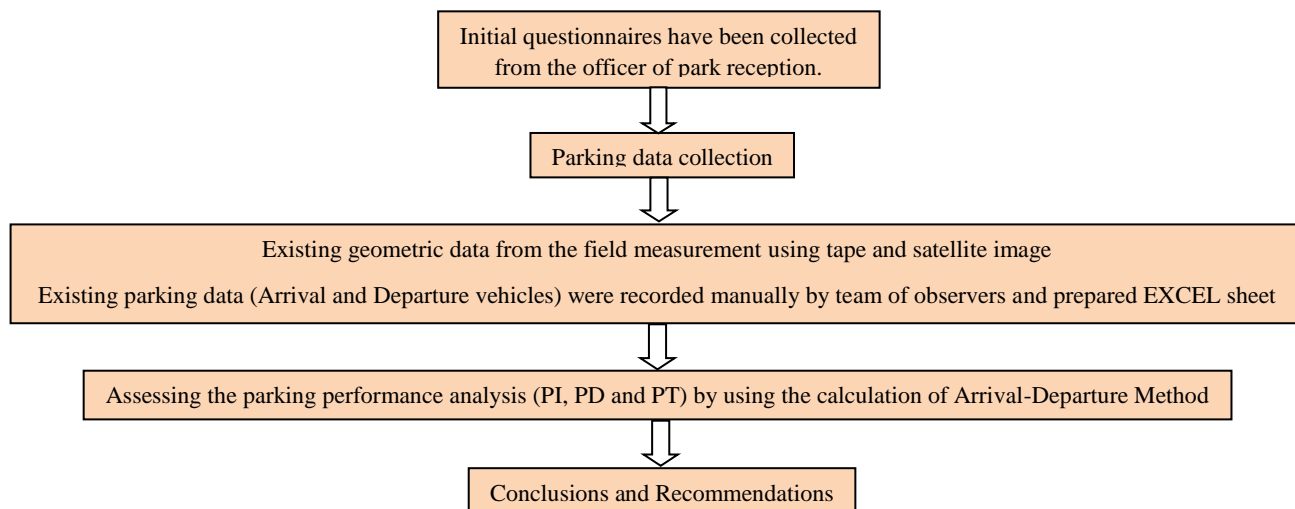 Initial questionnaires have been collected
from the officer of park reception.
Parking data collection
Existing geometric data from the field measurement using tape and satellite image
Existing parking data (Arrival and Departure vehicles) were recorded manually by team of observers and prepared EXCEL sheet
Assessing the parking performance analysis (PI, PD and PT) by using the calculation of Arrival-Departure Method
Conclusions and Recommendations